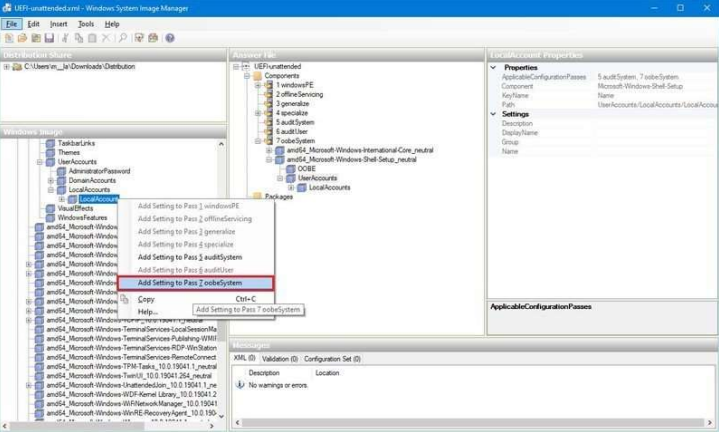 UEFI-unattended.xml - Windows System Image Manager
File Edit Insert Tools Help
Distribution Share
C:\Users\m__la\Downloads\Distribution
Windows Image
TaskbarLinks
Themes
UserAccounts
AdministratorPassword
DomainAccounts
LocalAccounts
LocalAccount
VisualEffects
WindowsFeatures
amd64_Microsoft-Window
amd64_Microsoft-Window
amd64_Microsoft-Window
amd64_Microsoft-Window
amd64_Microsoft-Window
amd64_Microsoft-Window
amd64_Microsoft-Window
amd64_Microsoft-Window
amd64_Microsoft-Windows-TerminalServices-LocalSessionMa
amd64_Microsoft-Windows-TerminalServices-Publishing-WMIF
amd64_Microsoft-Windows-TerminalServices-RDP-WinStation
amd64_Microsoft-Windows-TerminalServices-RemoteConnect
amd64_Microsoft-Windows-TPM-Tasks_10.0.19041.1_neutral
amd64_Microsoft-Windows-TwinUI_10.0.19041.264_neutral
amd64_Microsoft-Windows-UnattendedJoin_10.0.19041.1_ne
amd64_Microsoft-Windows-WDF-Kernel Library_10.0.19041.2
amd64_Microsoft-Windows-WiFiNetworkManager_10.0.19041
amd64_Microsoft-Windows-WinRE-RecoveryAgent_10.0.1904
Add Setting to Pass 1 windowsPE
Add Setting to Pass 2 offlineServicing
Add Setting to Pass 3 generalize
Add Setting to Pass 4 specialize
Add Setting to Pass 5 auditSystem
Add Setting to Pass 6 auditUser
Add Setting to Pass 7 oobeSystem
Copy Ctrl+C
Help...
Add Setting to Pass 7 oobeSystem
Answer File
UEFI-unattended
Components
1 windowsPE
2 offlineServicing
3 generalize
4 specialize
5 auditSystem
6 auditUser
7 oobeSystem
amd64_Microsoft-Windows-International-Core_neutral
amd64_Microsoft-Windows-Shell-Setup_neutral
OOBE
UserAccounts
LocalAccounts
Packages
Messages
XML (0) Validation (0) Configuration Set (0)
Description Location
No warnings or errors.
LocalAccount Properties
Properties
ApplicableConfigurationPasses 5 auditSystem, 7 oobeSystem
Component Microsoft-Windows-Shell-Setup
KeyName Name
Path UserAccounts/LocalAccounts/LocalAccou
Settings
Description
DisplayName
Group
Name
ApplicableConfigurationPasses